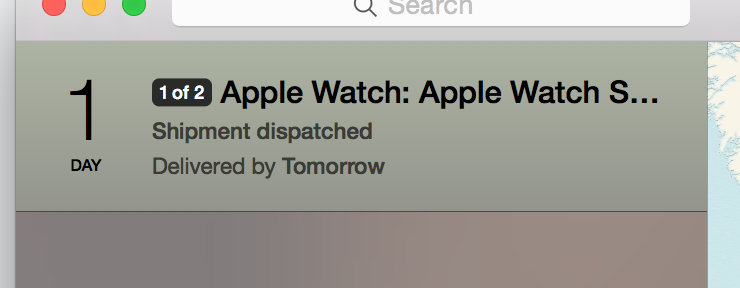 Search
1
DAY
1 of 2 Apple Watch: Apple Watch S...
Shipment dispatched
Delivered by Tomorrow